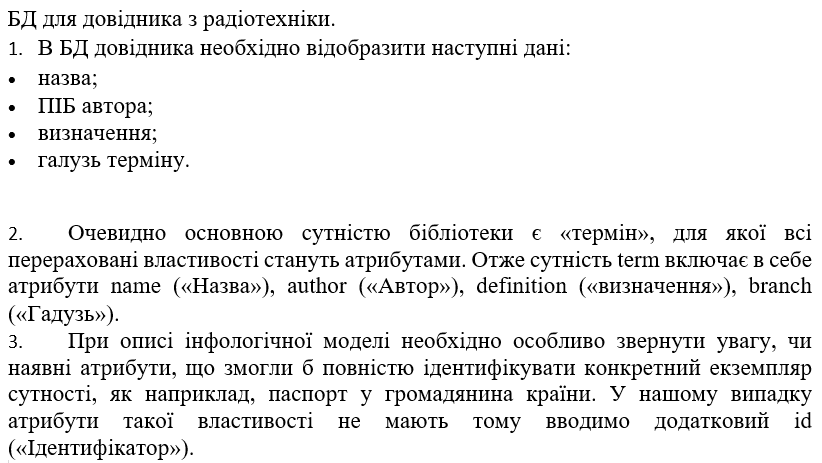 БД для довідника з радіотехніки.
1. В БД довідника необхідно відобразити наступні дані:
• назва;
• ПІБ автора;
• визначення;
• галузь терміну.
2. Очевидно основною сутністю бібліотеки є «термін», для якої всі
перераховані властивості стануть атрибутами. Отже сутність term включає в себе
атрибути name («Назва»), author («Автор»), definition («визначення»), branch
(«Гадузь»).
3. При описі інфологічної моделі необхідно особливо звернути увагу, чи
наявні атрибути, що змогли б повністю ідентифікувати конкретний екземпляр
сутності, як наприклад, паспорт у громадянина країни. У нашому випадку
атрибути такої властивості не мають тому вводимо додатковий id
(«Ідентифікатор»).